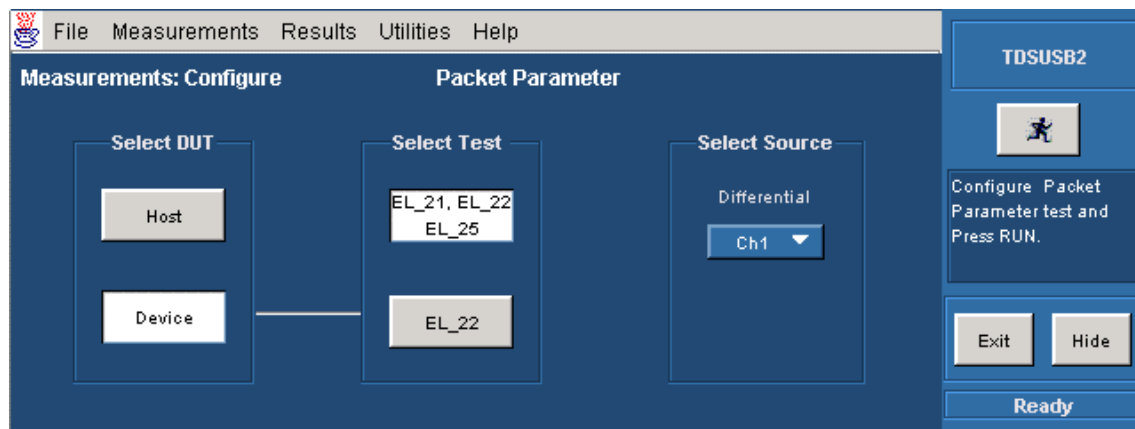 File Measurements Results Utilities Help
TDSUSB2
Measurements: Configure Packet Parameter
Select DUT
Host
Device
Select Test
EL_21, EL_22
EL_25
EL_22
Select Source
Differential
Ch1
Configure Packet
Parameter test and
Press RUN.
Exit Hide
Ready